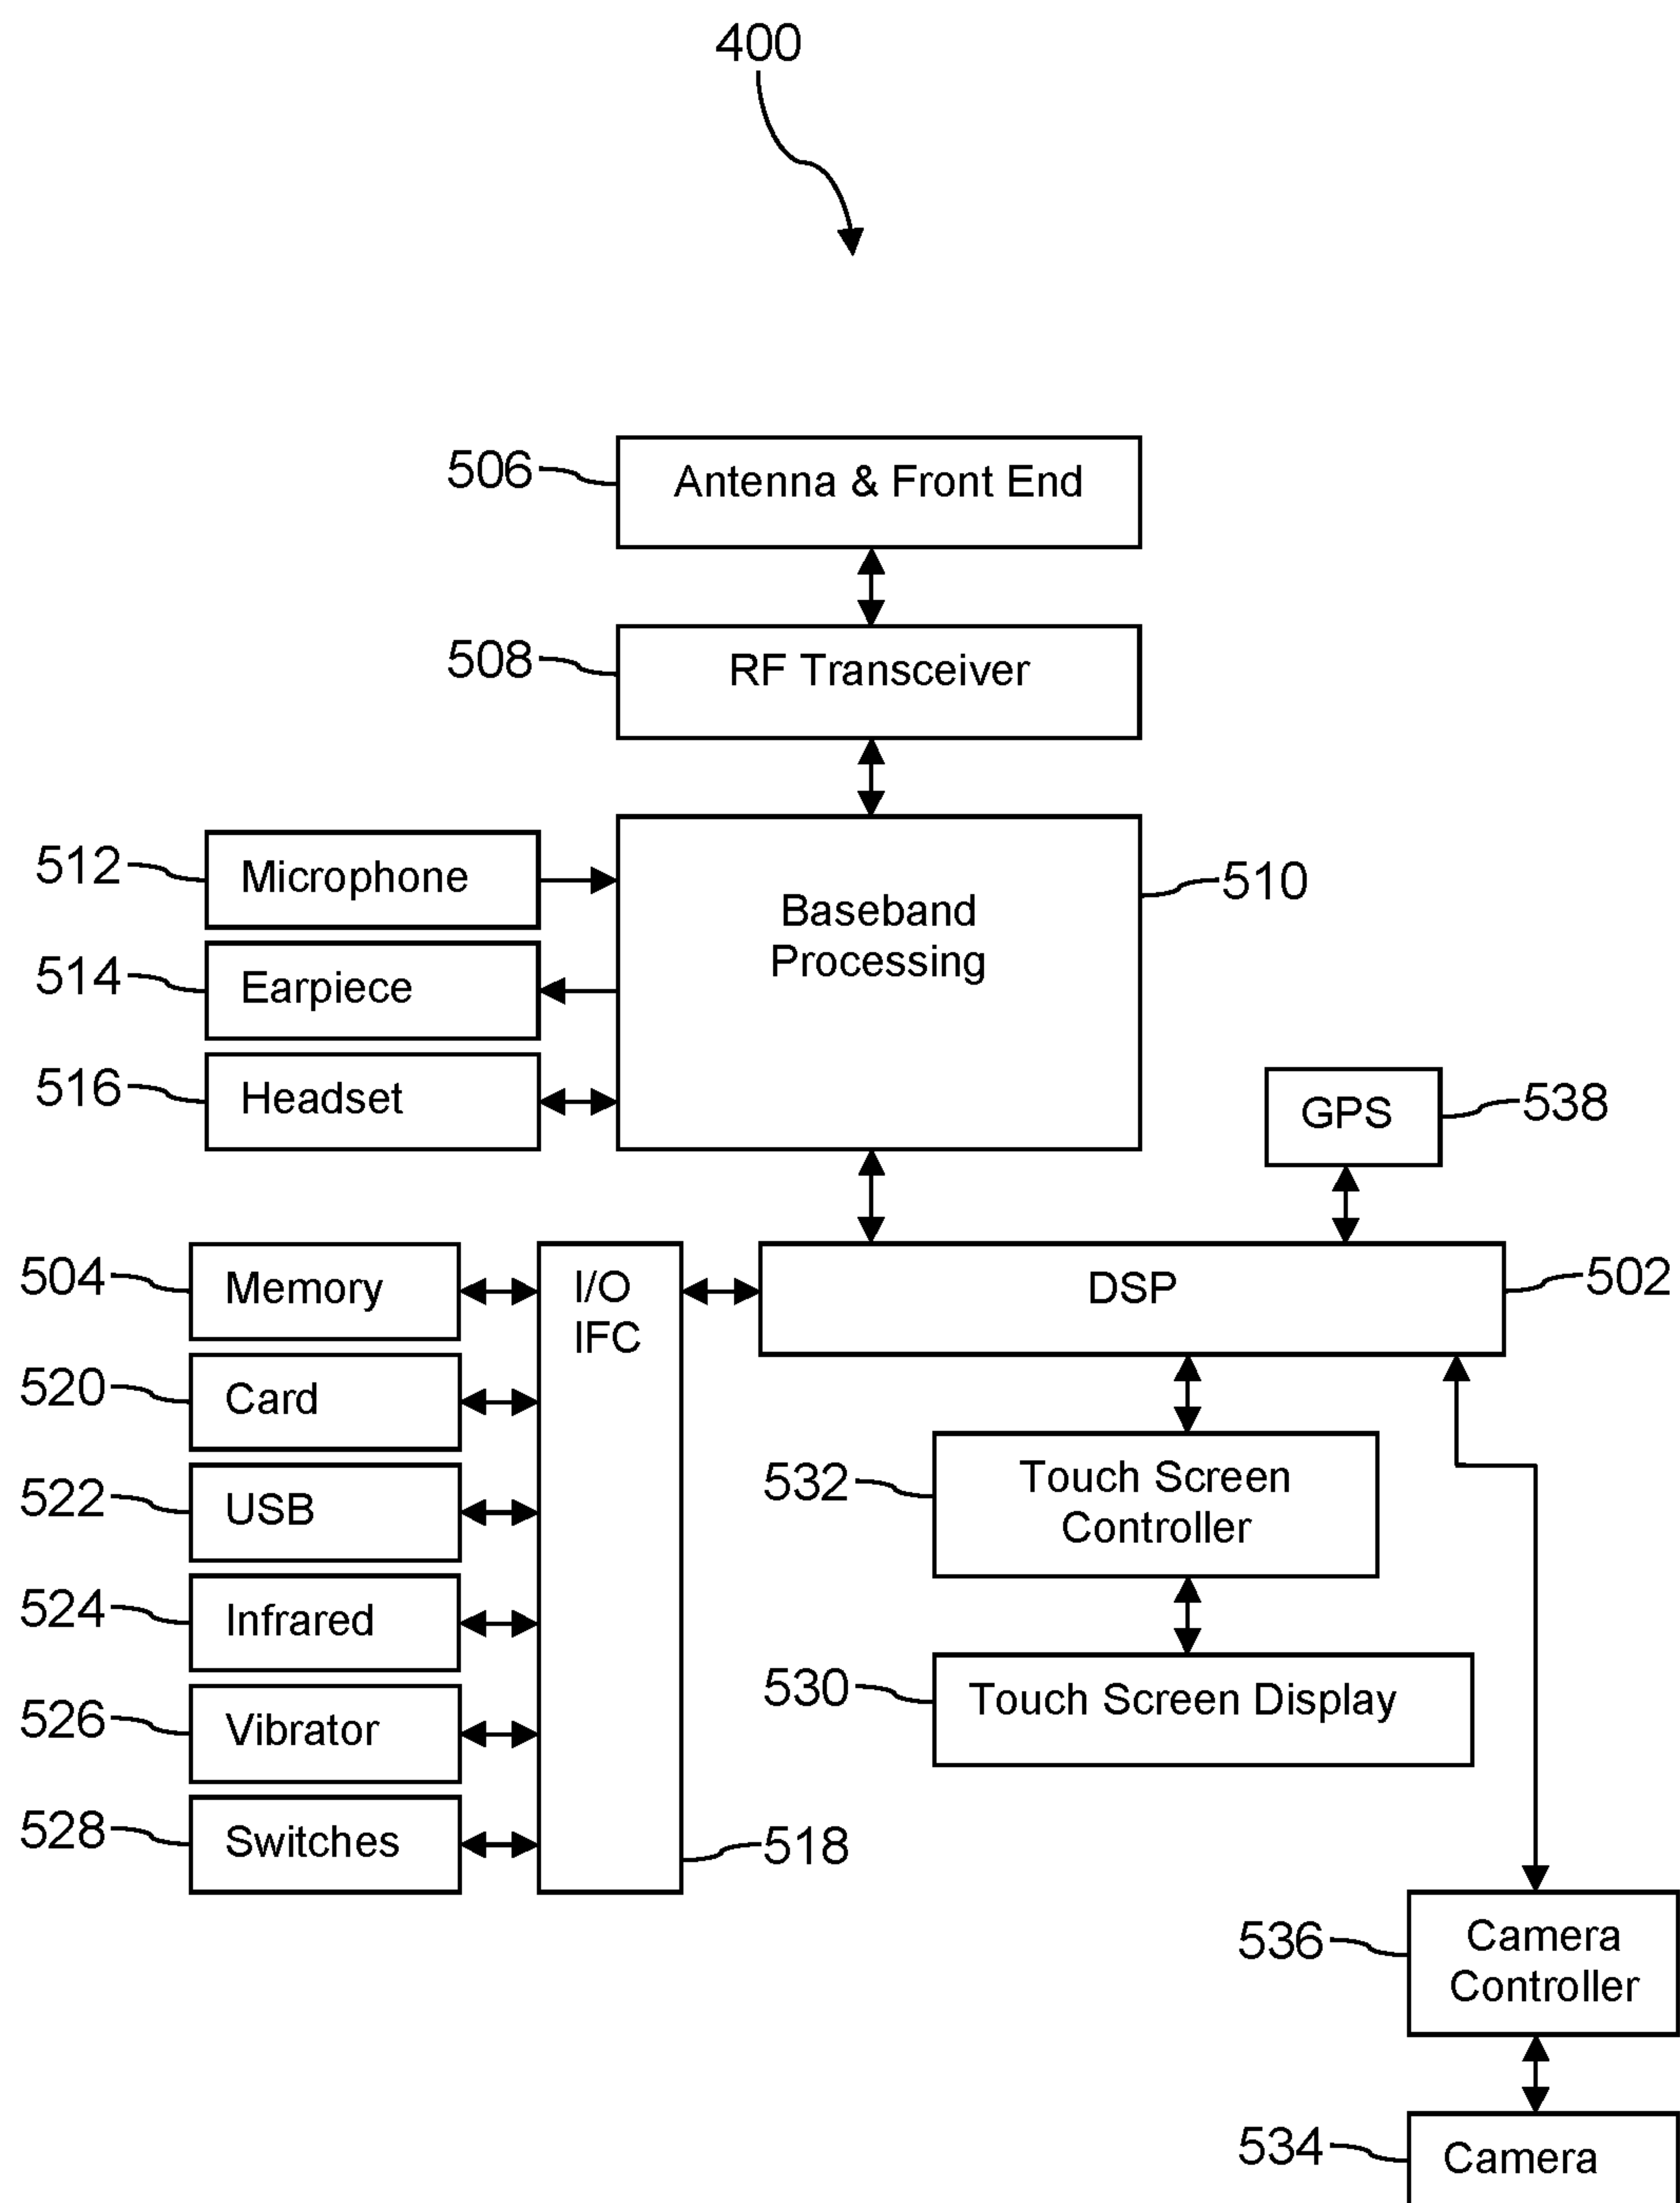 400
506
Antenna & Front End
508
RF Transceiver
512
Microphone
Baseband
Processing
510
514
Earpiece
516
Headset
GPS
538
504
Memory
I/O
IFC
DSP
502
520
Card
532
Touch Screen
Controller
522
USB
524
Infrared
530
Touch Screen Display
526
Vibrator
528
Switches
518
536
Camera
Controller
534
Camera